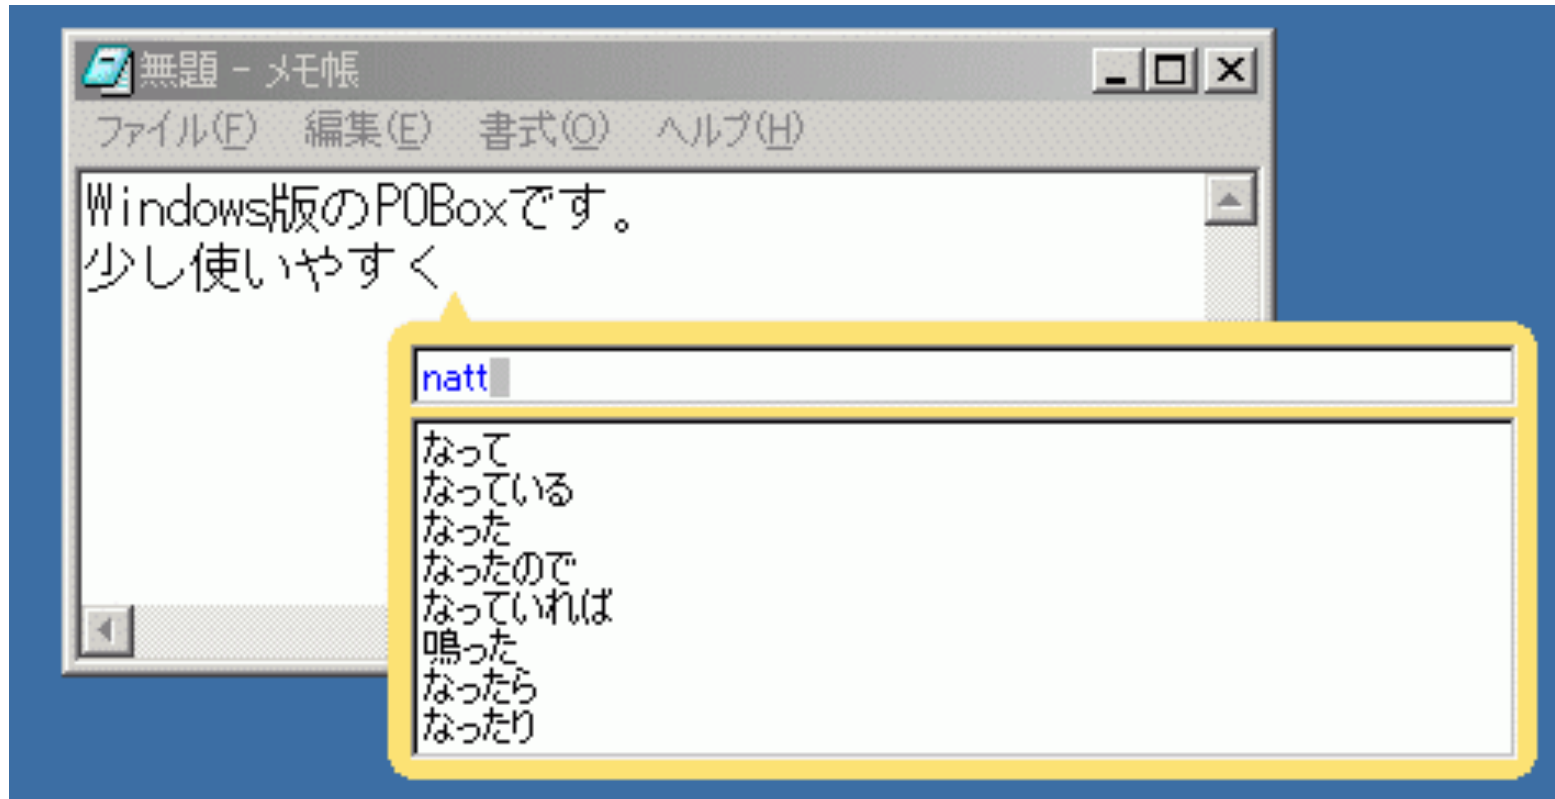 無題 - メモ帳
ファイル(F) 編集(E) 書式(O) ヘルプ(H)
Windows版のPOBoxです。
少し使いやすく
natt
なって
なっている
なった
なったので
なっていれば
鳴った
なったら
なったり